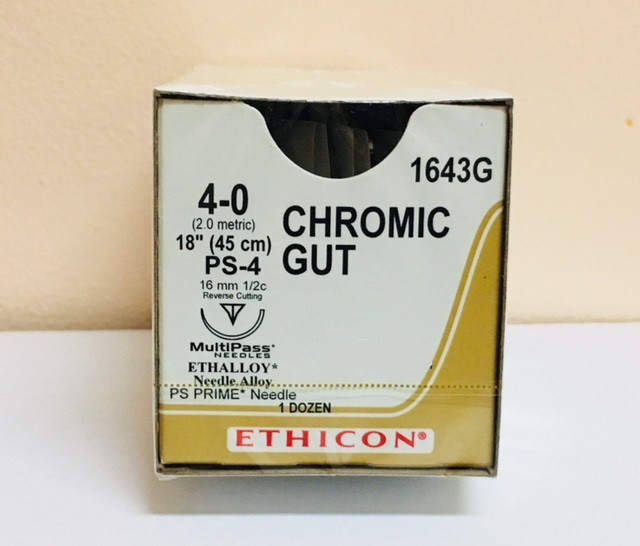 1643G
4-0
(2.0 metric)
18" (45 cm)
PS-4
16 mm 1/2c
Reverse Cutting
CHROMIC
GUT
MultiPass*
NEEDLES
ETHALLOY*
Needle Alloy
PS PRIME* Needle
1 DOZEN
ETHICON®